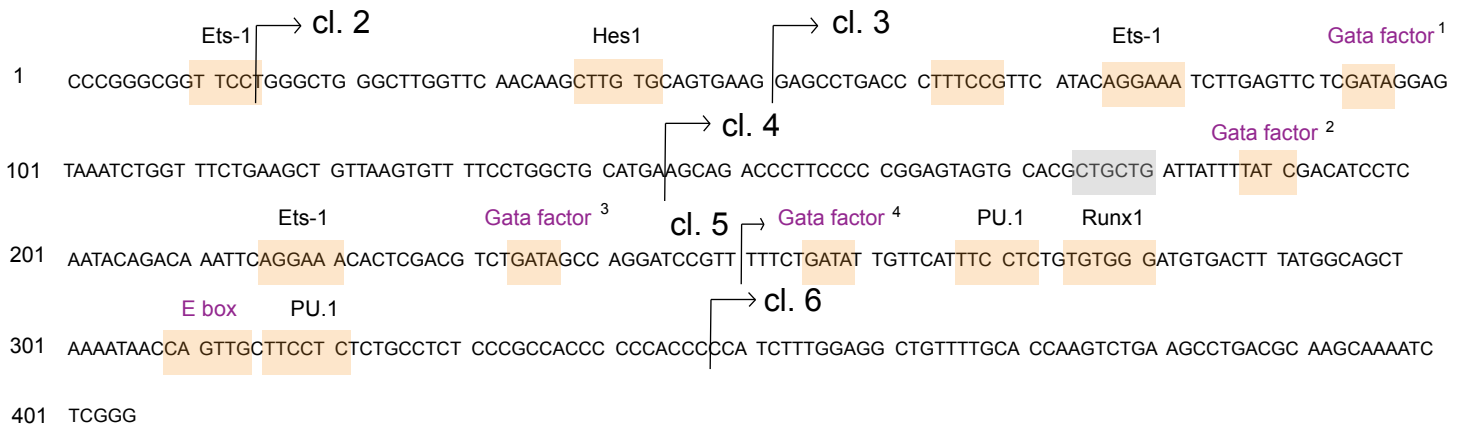 Ets-1 cl. 2 Hes1 cl. 3 Ets-1 Gata factor 1
1 CCCGGGCGGT TCCTGGGCTG GGCTTGGTTC AACAAGCTTG TGCAGTGAAG GAGCCTGACC CTTTCCGTTC ATACAGGAAA TCTTGAGTTC TCGATAGGAG
cl. 4 Gata factor 2
101 TAAATCTGGT TTCTGAAGCT GTTAAGTGTT TTCCTGGCTG CATGAAGCAG ACCCTTCCCC CGGAGTAGTG CACGCTGCTG ATTATTTTAT CGACATCCTC
Ets-1 Gata factor 3 cl. 5 Gata factor 4 PU.1 Runx1
201 AATACAGACA AATTCAGGAA ACACTCGACG TCTGATAGCC AGGATCCGTT TTTCTGATAT TGTTCATTTC CTCTGTGTGG GATGTGACTT TATGGCAGCT
E box PU.1 cl. 6
301 AAAATAACCA GTTGCTTCCT CTCTGCCTCT CCCGCCACCC CCCACCCCCA TCTTTGGAGG CTGTTTTGCA CCAAGTCTGA AGCCTGACGC AAGCAAAATC
401 TCGGG